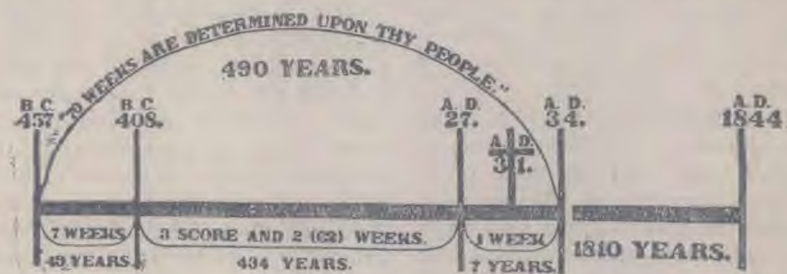 "70 WEEKS ARE DETERMINED UPON THY PEOPLE."
490 YEARS.
B.C. 457
B.C. 408.
A.D. 27.
A.D. 31.
A.D. 34.
A.D. 1844
7 WEEKS
3 SCORE AND 2 (62) WEEKS.
1 WEEK
49 YEARS.
434 YEARS.
7 YEARS.
1810 YEARS.